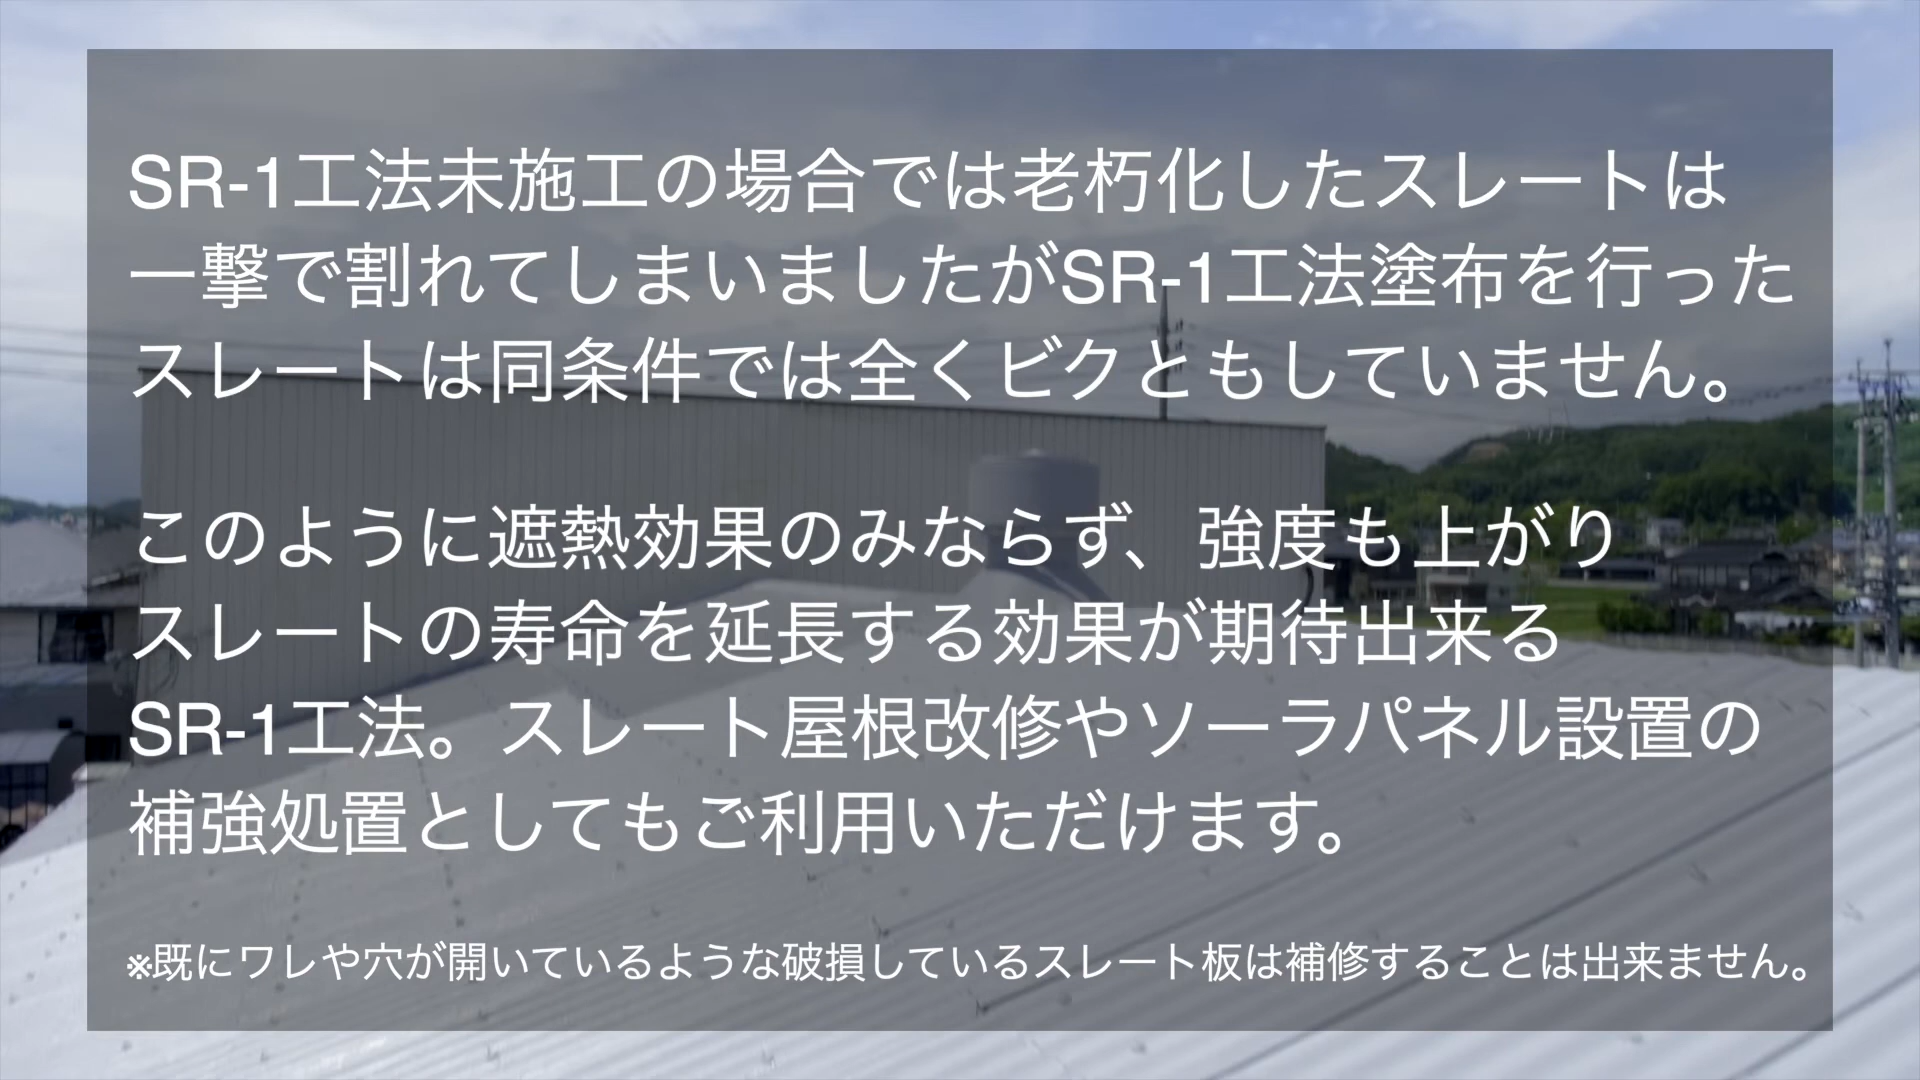 SR-1工法未施工の場合では老朽化したスレートは
一撃で割れてしまいましたがSR-1工法塗布を行った
スレートは同条件では全くビクともしていません。
このように遮熱効果のみならず、強度も上がり
スレートの寿命を延長する効果が期待出来る
SR-1工法。スレート屋根改修やソーラパネル設置の
補強処置としてもご利用いただけます。
※既にワレや穴が開いているような破損しているスレート板は補修することは出来ません。